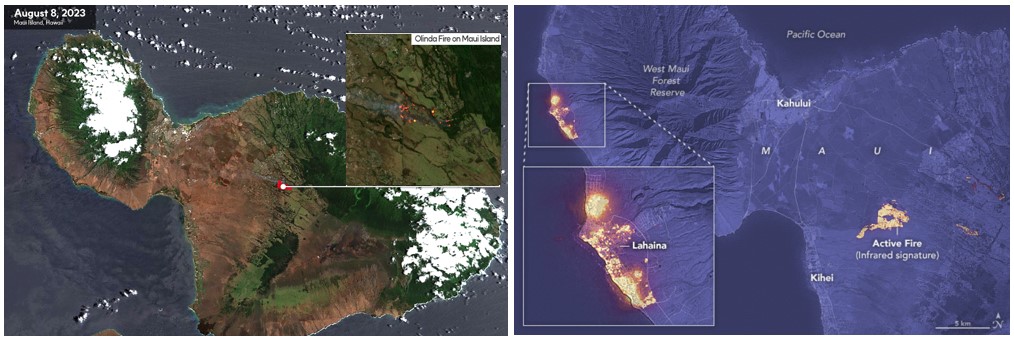 August 8, 2023
Maui Island, Hawaii
Olinda Fire on Maui Island
Pacific Ocean
West Maui
Forest
Reserve
Kahului
M A U I
Lahaina
Active Fire
(Infrared signature)
Kihei
5 km
N